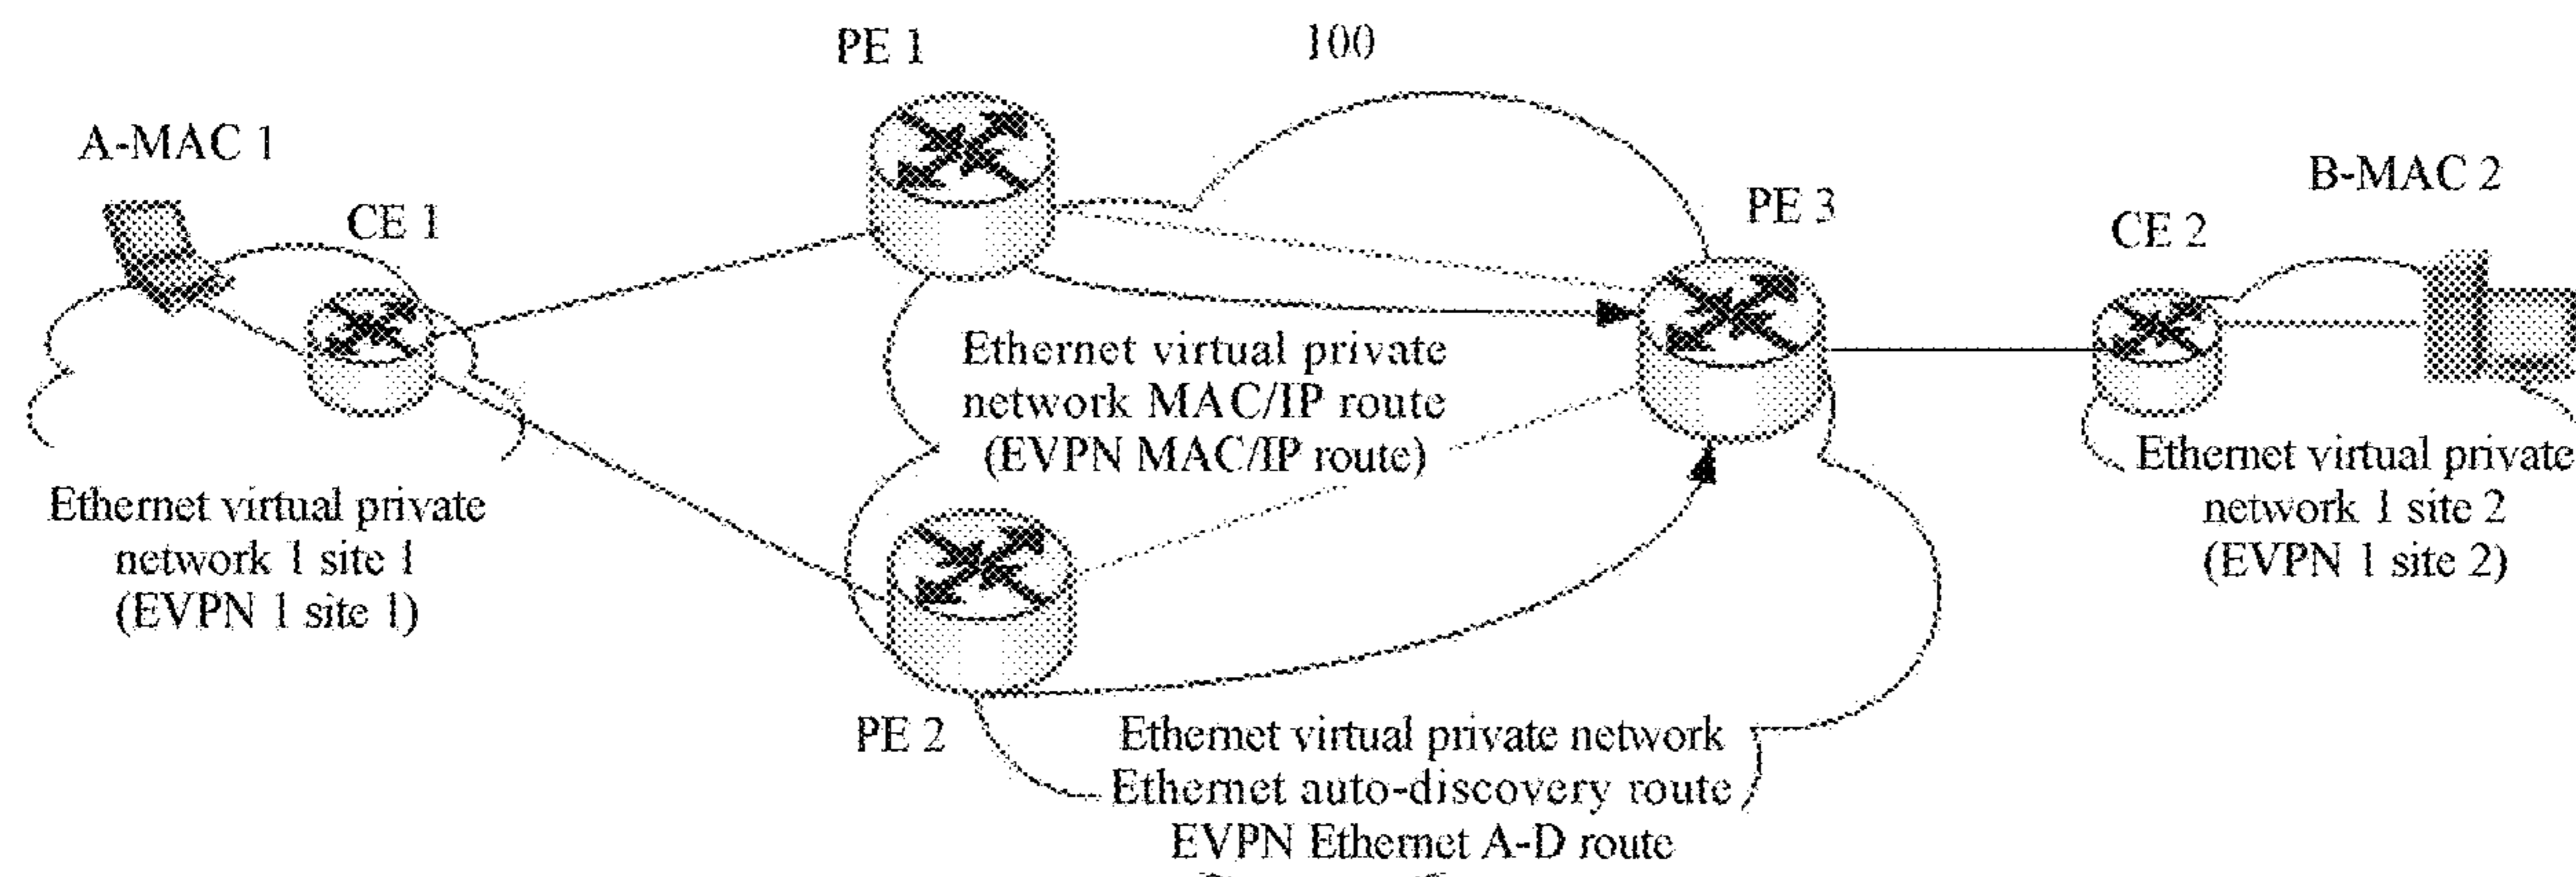 PE 1
100
A-MAC 1
CE 1
PE 3
B-MAC 2
CE 2
Ethernet virtual private
network MAC/IP route
(EVPN MAC/IP route)
Ethernet virtual private
network 1 site 1
(EVPN 1 site 1)
Ethernet virtual private
network 1 site 2
(EVPN 1 site 2)
PE 2
Ethernet virtual private network
Ethernet auto-discovery route
EVPN Ethernet A-D route